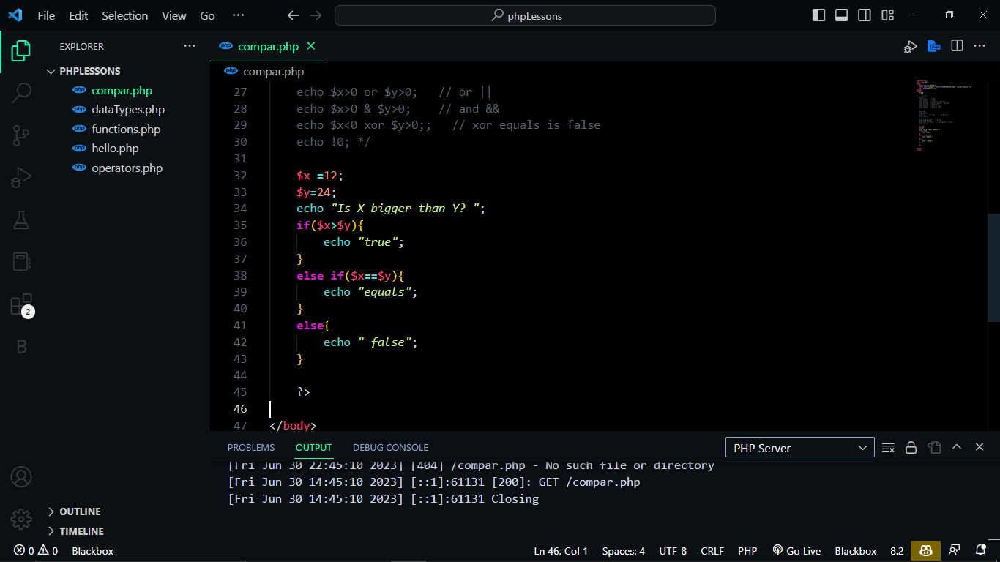 File Edit Selection View Go ··· phpLessons
EXPLORER ···
PHPLESSONS
php compar.php
php dataTypes.php
php functions.php
php hello.php
php operators.php
OUTLINE
TIMELINE
2
B
php compar.php
php compar.php
27 echo $x>0 or $y>0; // or ||
28 echo $x>0 & $y>0; // and &&
29 echo $x<0 xor $y>0;; // xor equals is false
30 echo !0; */
31
32 $x =12;
33 $y=24;
34 echo "Is X bigger than Y? ";
35 if($x>$y){
36 echo "true";
37 }
38 else if($x==$y){
39 echo "equals";
40 }
41 else{
42 echo " false";
43 }
44
45 ?>
46
47 </body>
PROBLEMS OUTPUT DEBUG CONSOLE PHP Server
[Fri Jun 30 22:45:10 2023] [404] /compar.php - No such file or directory
[Fri Jun 30 14:45:10 2023] [::1]:61131 [200]: GET /compar.php
[Fri Jun 30 14:45:10 2023] [::1]:61131 Closing
0 0 Blackbox Ln 46, Col 1 Spaces: 4 UTF-8 CRLF PHP Go Live Blackbox 8.2